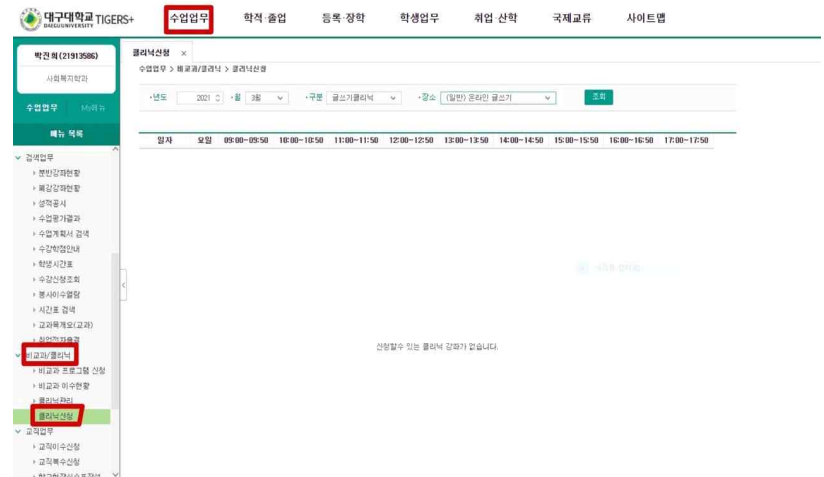 대구대학교 TIGERS+
DAEGU UNIVERSITY
수업업무 학적·졸업 등록·장학 학생업무 취업·산학 국제교류 사이트맵
박진희(21913586)
사회복지학과
수업업무 My메뉴
메뉴 목록
검색업무
분반강좌현황
폐강강좌현황
성적공시
수업평가결과
수업계획서 검색
수강학점안내
학생시간표
수강신청조회
봉사이수열람
시간표 검색
교과목개요(교과)
비교과/클리닉
비교과 프로그램 신청
비교과 이수현황
클리닉관리
클리닉신청
교직업무
교직이수신청
교직복수신청
클리닉신청 ×
수업업무 > 비교과/클리닉 > 클리닉신청
·년도 2021 ·월 3월 ·구분 글쓰기클리닉 ·장소 (일반) 온라인 글쓰기 조회
일자 요일 09:00~09:50 10:00~10:50 11:00~11:50 12:00~12:50 13:00~13:50 14:00~14:50 15:00~15:50 16:00~16:50 17:00~17:50
신청할수 있는 클리닉 강좌가 없습니다.